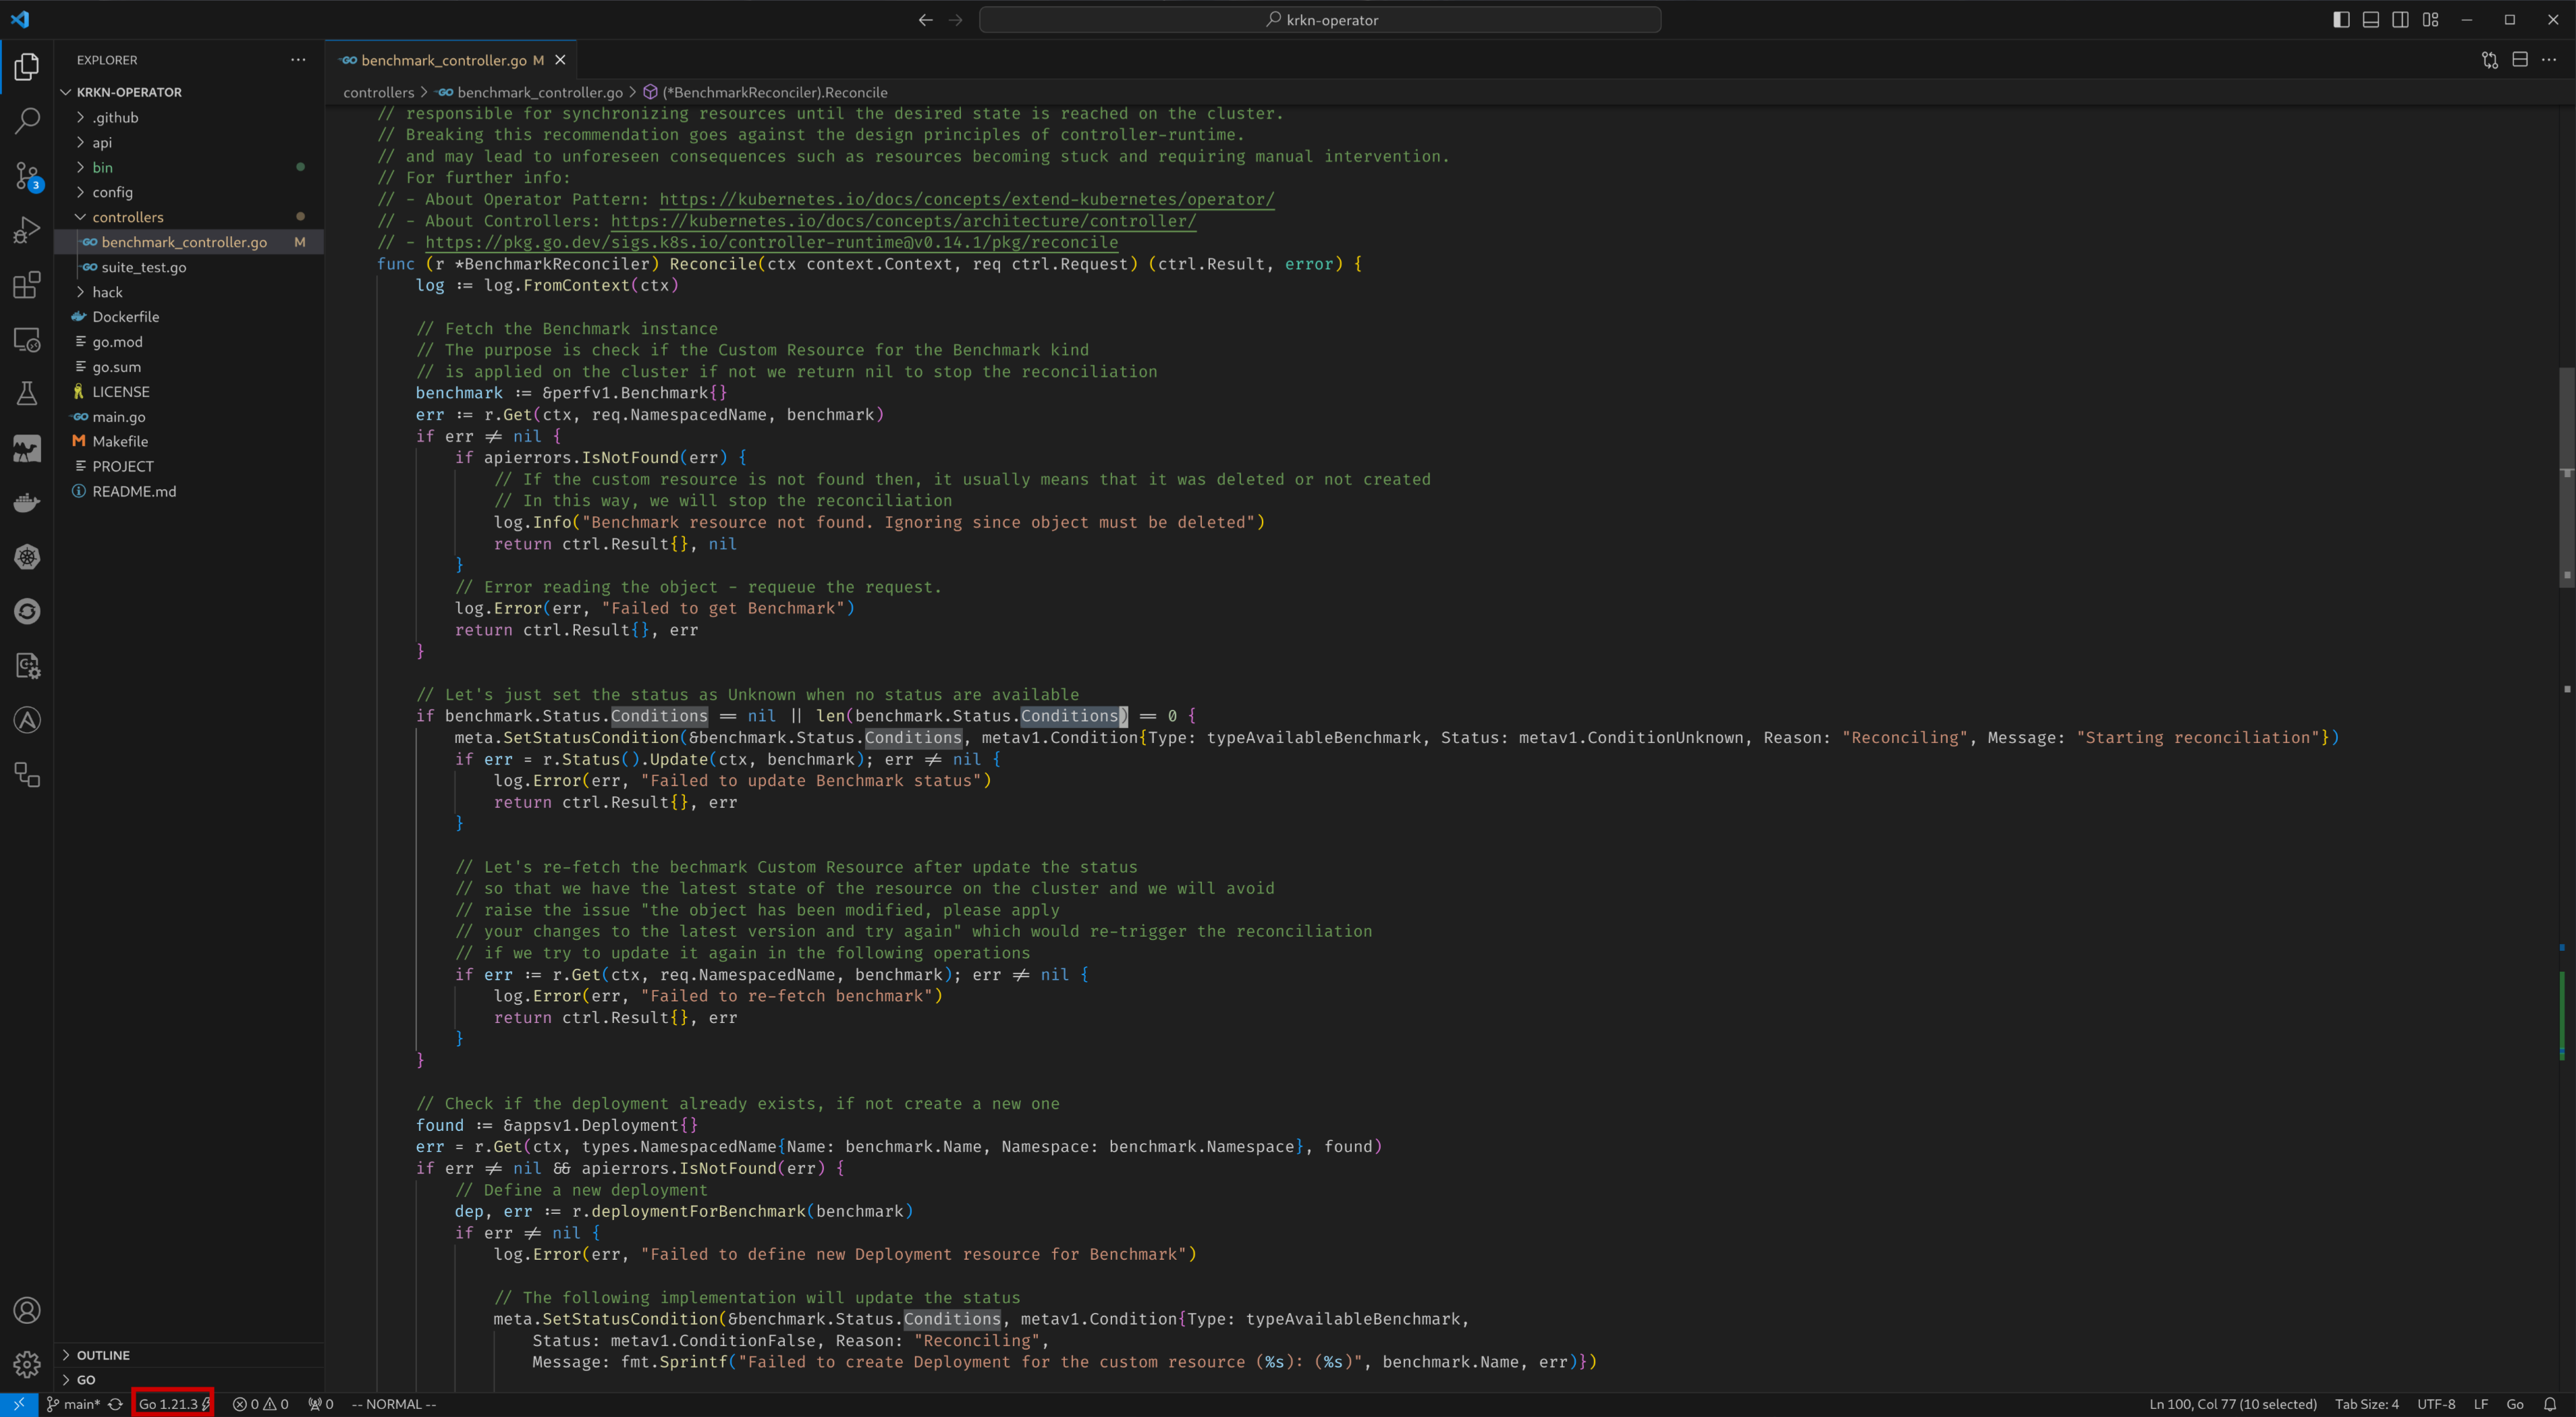 krkn-operator
EXPLORER
KRKN-OPERATOR
.github
api
bin
config
controllers
benchmark_controller.go M
suite_test.go
hack
Dockerfile
go.mod
go.sum
LICENSE
main.go
Makefile
PROJECT
README.md
OUTLINE
GO
benchmark_controller.go M
controllers > benchmark_controller.go > (*BenchmarkReconciler).Reconcile
// responsible for synchronizing resources until the desired state is reached on the cluster.
// Breaking this recommendation goes against the design principles of controller-runtime.
// and may lead to unforeseen consequences such as resources becoming stuck and requiring manual intervention.
// For further info:
// - About Operator Pattern: https://kubernetes.io/docs/concepts/extend-kubernetes/operator/
// - About Controllers: https://kubernetes.io/docs/concepts/architecture/controller/
// - https://pkg.go.dev/sigs.k8s.io/controller-runtime@v0.14.1/pkg/reconcile
func (r *BenchmarkReconciler) Reconcile(ctx context.Context, req ctrl.Request) (ctrl.Result, error) {
log := log.FromContext(ctx)
// Fetch the Benchmark instance
// The purpose is check if the Custom Resource for the Benchmark kind
// is applied on the cluster if not we return nil to stop the reconciliation
benchmark := &perfv1.Benchmark{}
err := r.Get(ctx, req.NamespacedName, benchmark)
if err != nil {
if apierrors.IsNotFound(err) {
// If the custom resource is not found then, it usually means that it was deleted or not created
// In this way, we will stop the reconciliation
log.Info("Benchmark resource not found. Ignoring since object must be deleted")
return ctrl.Result{}, nil
}
// Error reading the object - requeue the request.
log.Error(err, "Failed to get Benchmark")
return ctrl.Result{}, err
}
// Let's just set the status as Unknown when no status are available
if benchmark.Status.Conditions == nil || len(benchmark.Status.Conditions) == 0 {
meta.SetStatusCondition(&benchmark.Status.Conditions, metav1.Condition{Type: typeAvailableBenchmark, Status: metav1.ConditionUnknown, Reason: "Reconciling", Message: "Starting reconciliation"})
if err = r.Status().Update(ctx, benchmark); err != nil {
log.Error(err, "Failed to update Benchmark status")
return ctrl.Result{}, err
}
// Let's re-fetch the bechmark Custom Resource after update the status
// so that we have the latest state of the resource on the cluster and we will avoid
// raise the issue "the object has been modified, please apply
// your changes to the latest version and try again" which would re-trigger the reconciliation
// if we try to update it again in the following operations
if err := r.Get(ctx, req.NamespacedName, benchmark); err != nil {
log.Error(err, "Failed to re-fetch benchmark")
return ctrl.Result{}, err
}
}
// Check if the deployment already exists, if not create a new one
found := &appsv1.Deployment{}
err = r.Get(ctx, types.NamespacedName{Name: benchmark.Name, Namespace: benchmark.Namespace}, found)
if err != nil && apierrors.IsNotFound(err) {
// Define a new deployment
dep, err := r.deploymentForBenchmark(benchmark)
if err != nil {
log.Error(err, "Failed to define new Deployment resource for Benchmark")
// The following implementation will update the status
meta.SetStatusCondition(&benchmark.Status.Conditions, metav1.Condition{Type: typeAvailableBenchmark,
Status: metav1.ConditionFalse, Reason: "Reconciling",
Message: fmt.Sprintf("Failed to create Deployment for the custom resource (%s): (%s)", benchmark.Name, err)})
3
main* Go 1.21.3 0 0 0 -- NORMAL -- Ln 100, Col 77 (10 selected) Tab Size: 4 UTF-8 LF Go